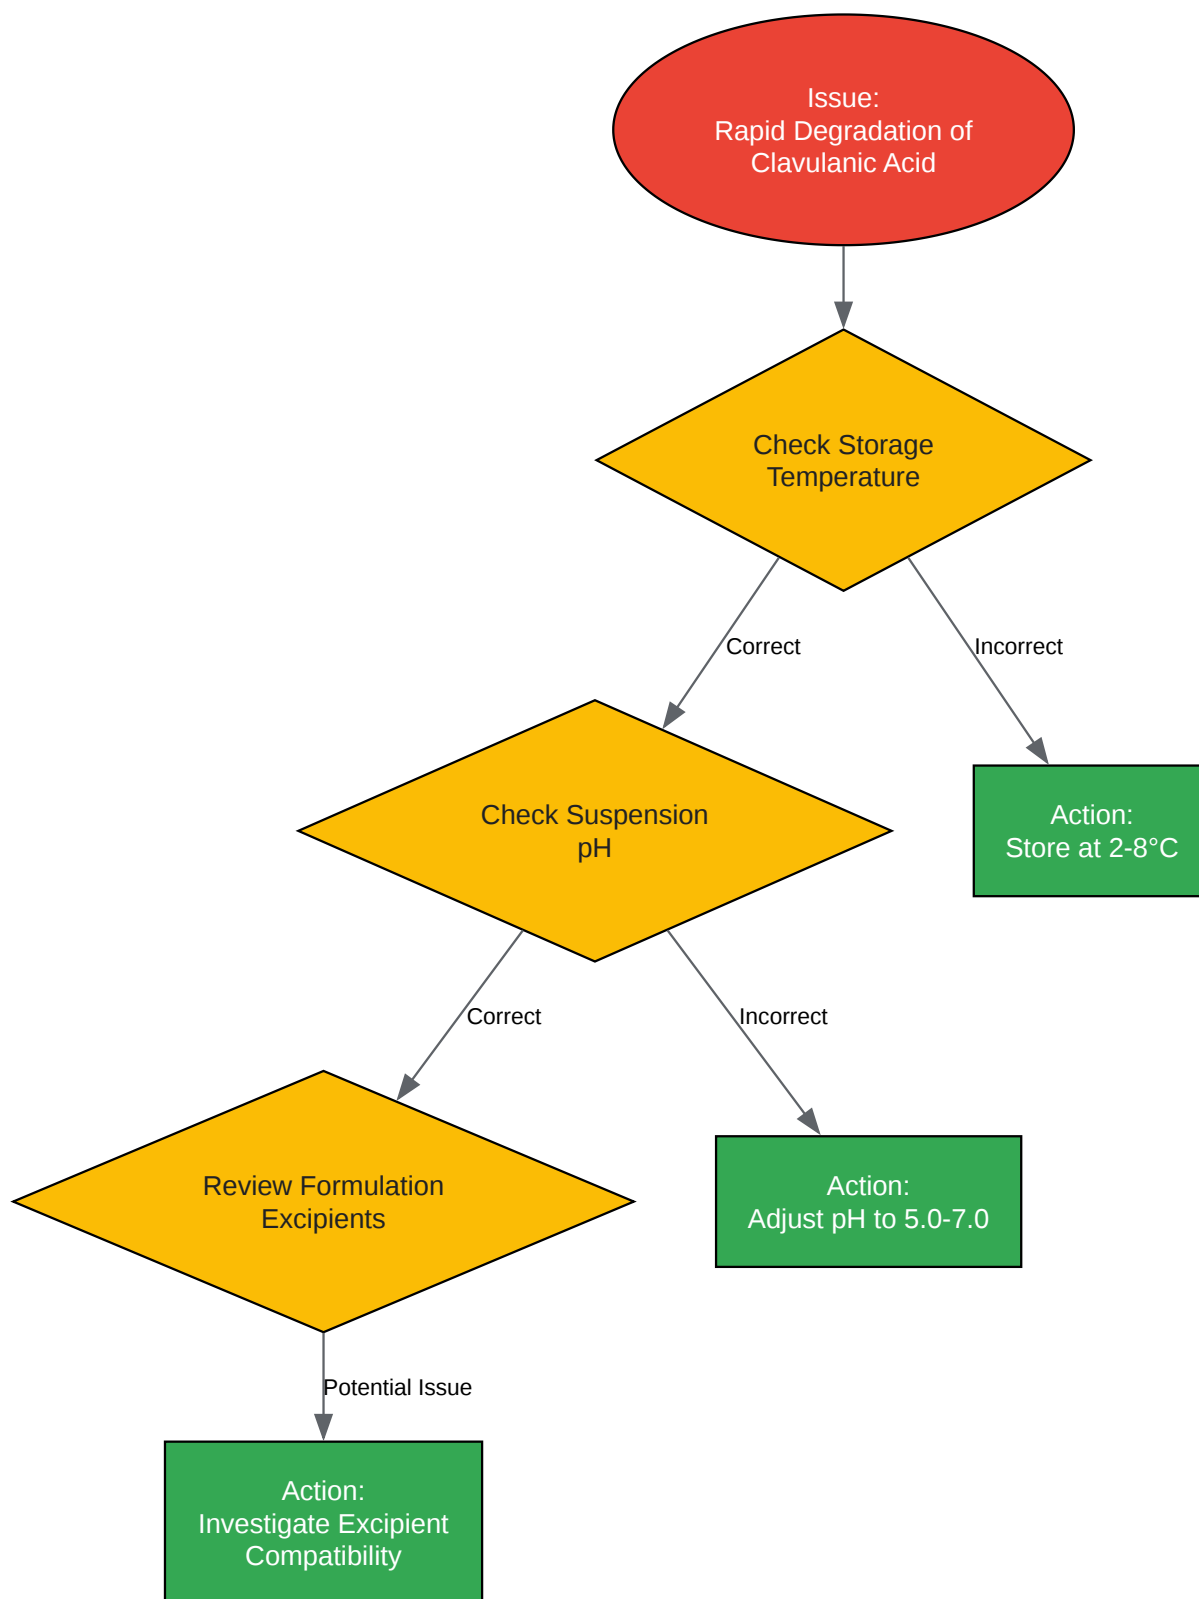 Issue:
Rapid Degradation of
Clavulanic Acid
Check Storage
Temperature
Correct
Incorrect
Check Suspension
pH
Action:
Store at 2-8°C
Correct
Incorrect
Review Formulation
Excipients
Action:
Adjust pH to 5.0-7.0
Potential Issue
Action:
Investigate Excipient
Compatibility